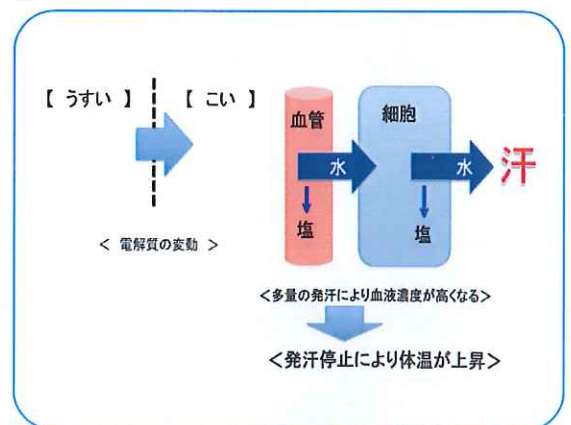 【 うすい 】 【 こい 】
血管
細胞
水
水
汗
塩
塩
< 電解質の変動 >
<多量の発汗により血液濃度が高くなる>
<発汗停止により体温が上昇>